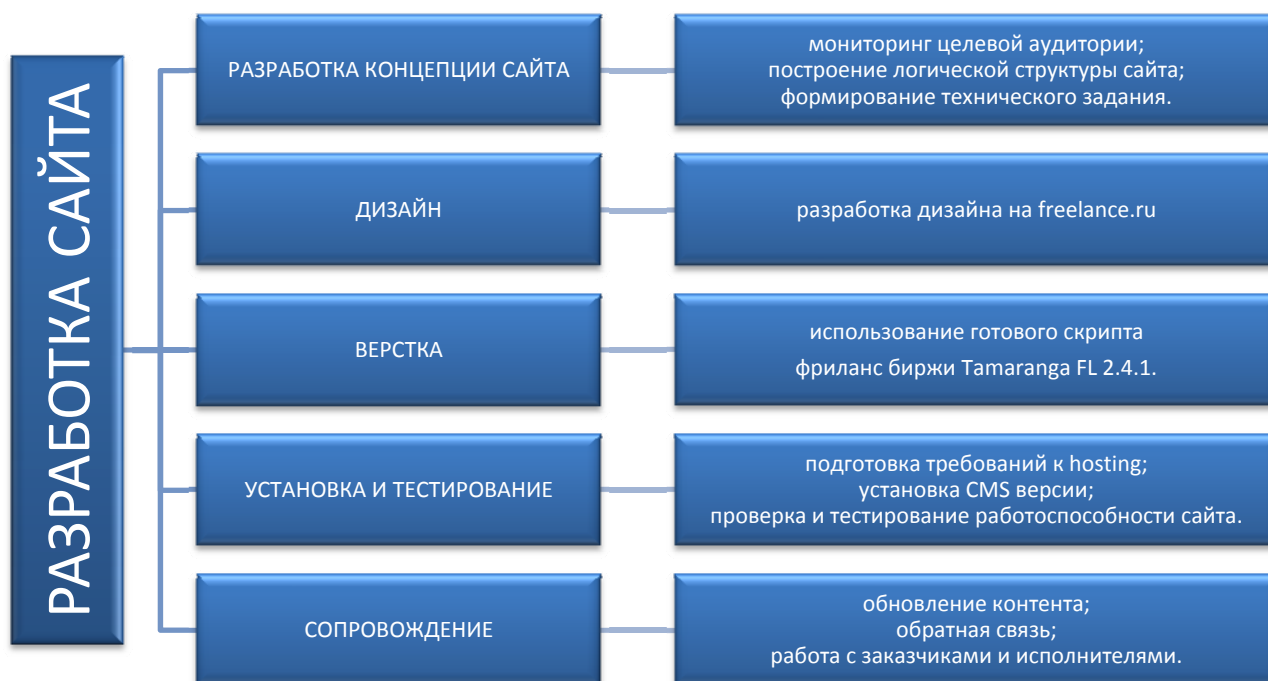 РАЗРАБОТКА САЙТА
РАЗРАБОТКА КОНЦЕПЦИИ САЙТА
мониторинг целевой аудитории;
построение логической структуры сайта;
формирование технического задания.
ДИЗАЙН
разработка дизайна на freelance.ru
ВЕРСТКА
использование готового скрипта
фриланс биржи Tamaranga FL 2.4.1.
УСТАНОВКА И ТЕСТИРОВАНИЕ
подготовка требований к hosting;
установка CMS версии;
проверка и тестирование работоспособности сайта.
СОПРОВОЖДЕНИЕ
обновление контента;
обратная связь;
работа с заказчиками и исполнителями.